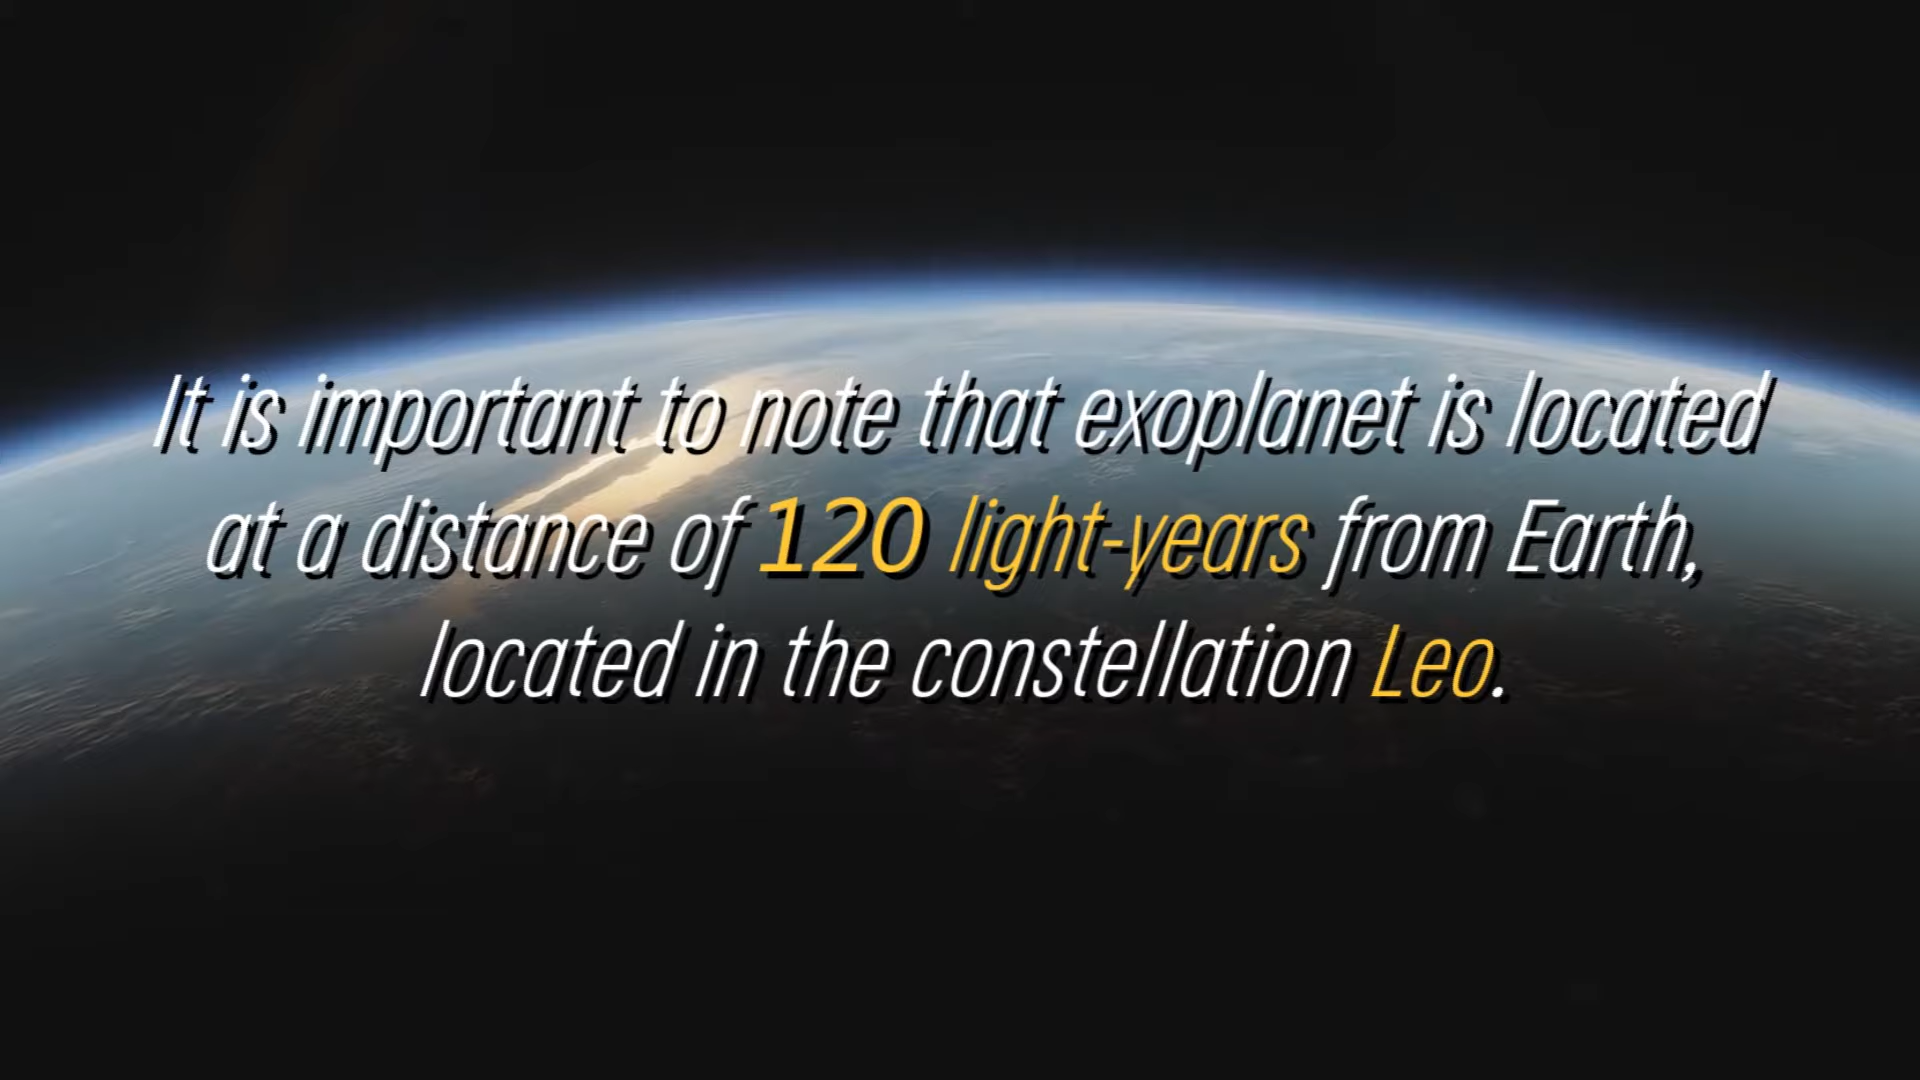 It is important to note that exoplanet is located
at a distance of 120 light-years from Earth,
located in the constellation Leo.